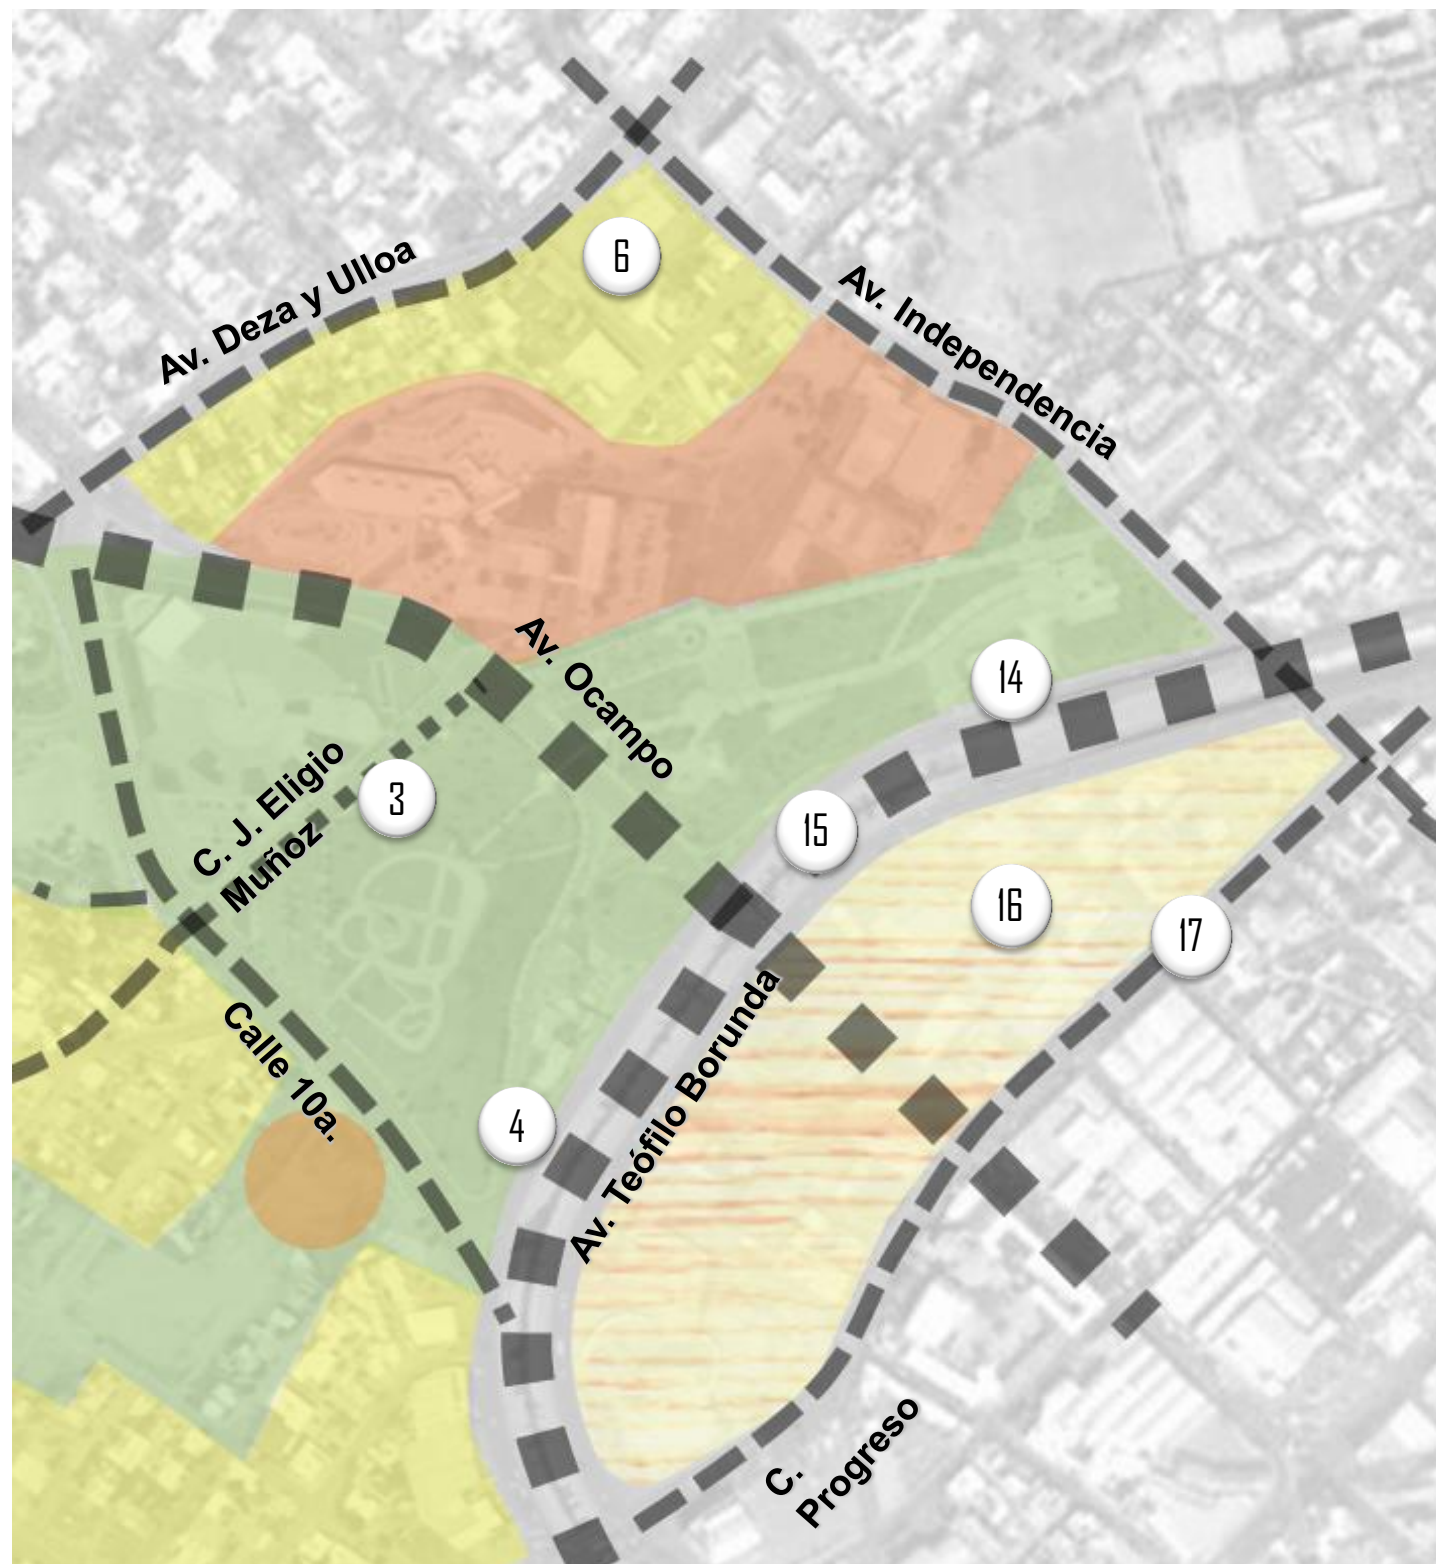 6
Av. Deza y Ulloa
Av. Independencia
Av. Ocampo
14
C. J. Eligio
Muñoz
3
15
16
17
Calle 10a.
4
Av. Teófilo Borunda
C.
Progreso